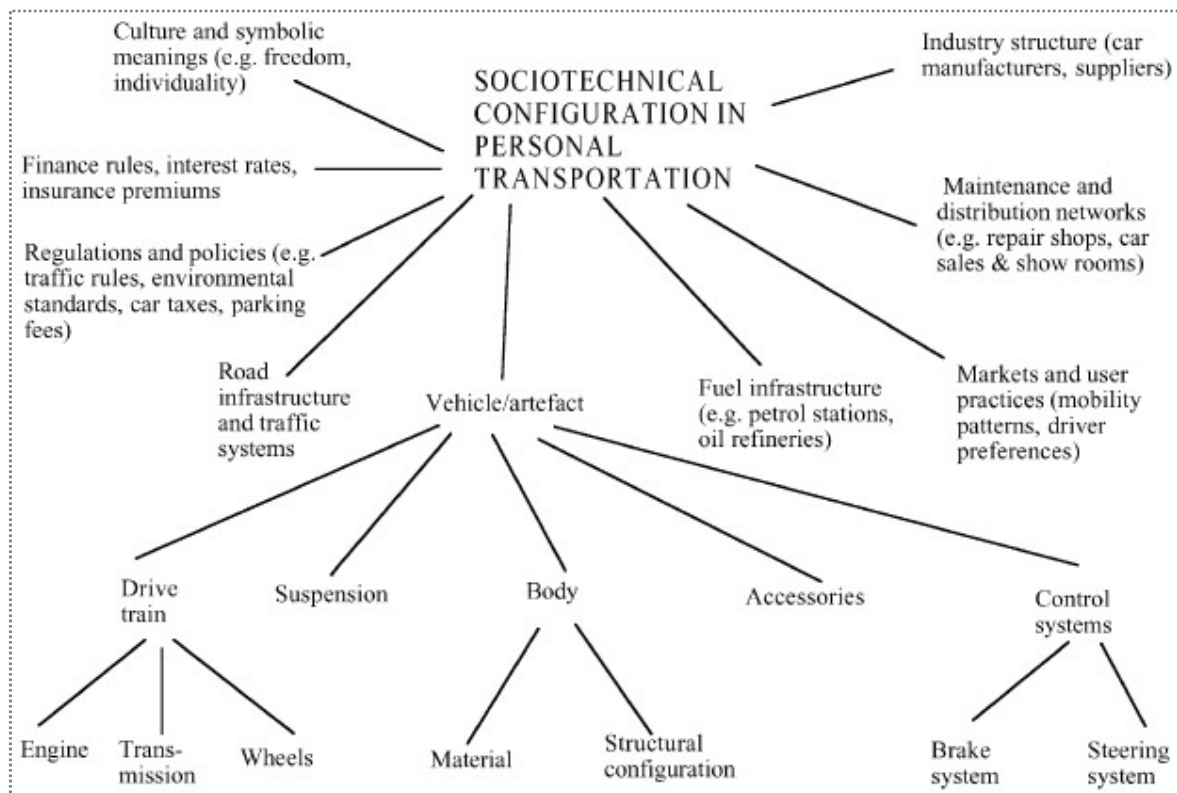 Culture and symbolic
meanings (e.g. freedom,
individuality)
SOCIOTECHNICAL
CONFIGURATION IN
PERSONAL
TRANSPORTATION
Industry structure (car
manufacturers, suppliers)
Finance rules, interest rates,
insurance premiums
Maintenance and
distribution networks
(e.g. repair shops, car
sales & show rooms)
Regulations and policies (e.g.
traffic rules, environmental
standards, car taxes, parking
fees)
Road
infrastructure
and traffic
systems
Vehicle/artefact
Fuel infrastructure
(e.g. petrol stations,
oil refineries)
Markets and user
practices (mobility
patterns, driver
preferences)
Drive
train
Suspension
Body
Accessories
Control
systems
Engine
Trans-
mission
Wheels
Material
Structural
configuration
Brake
system
Steering
system